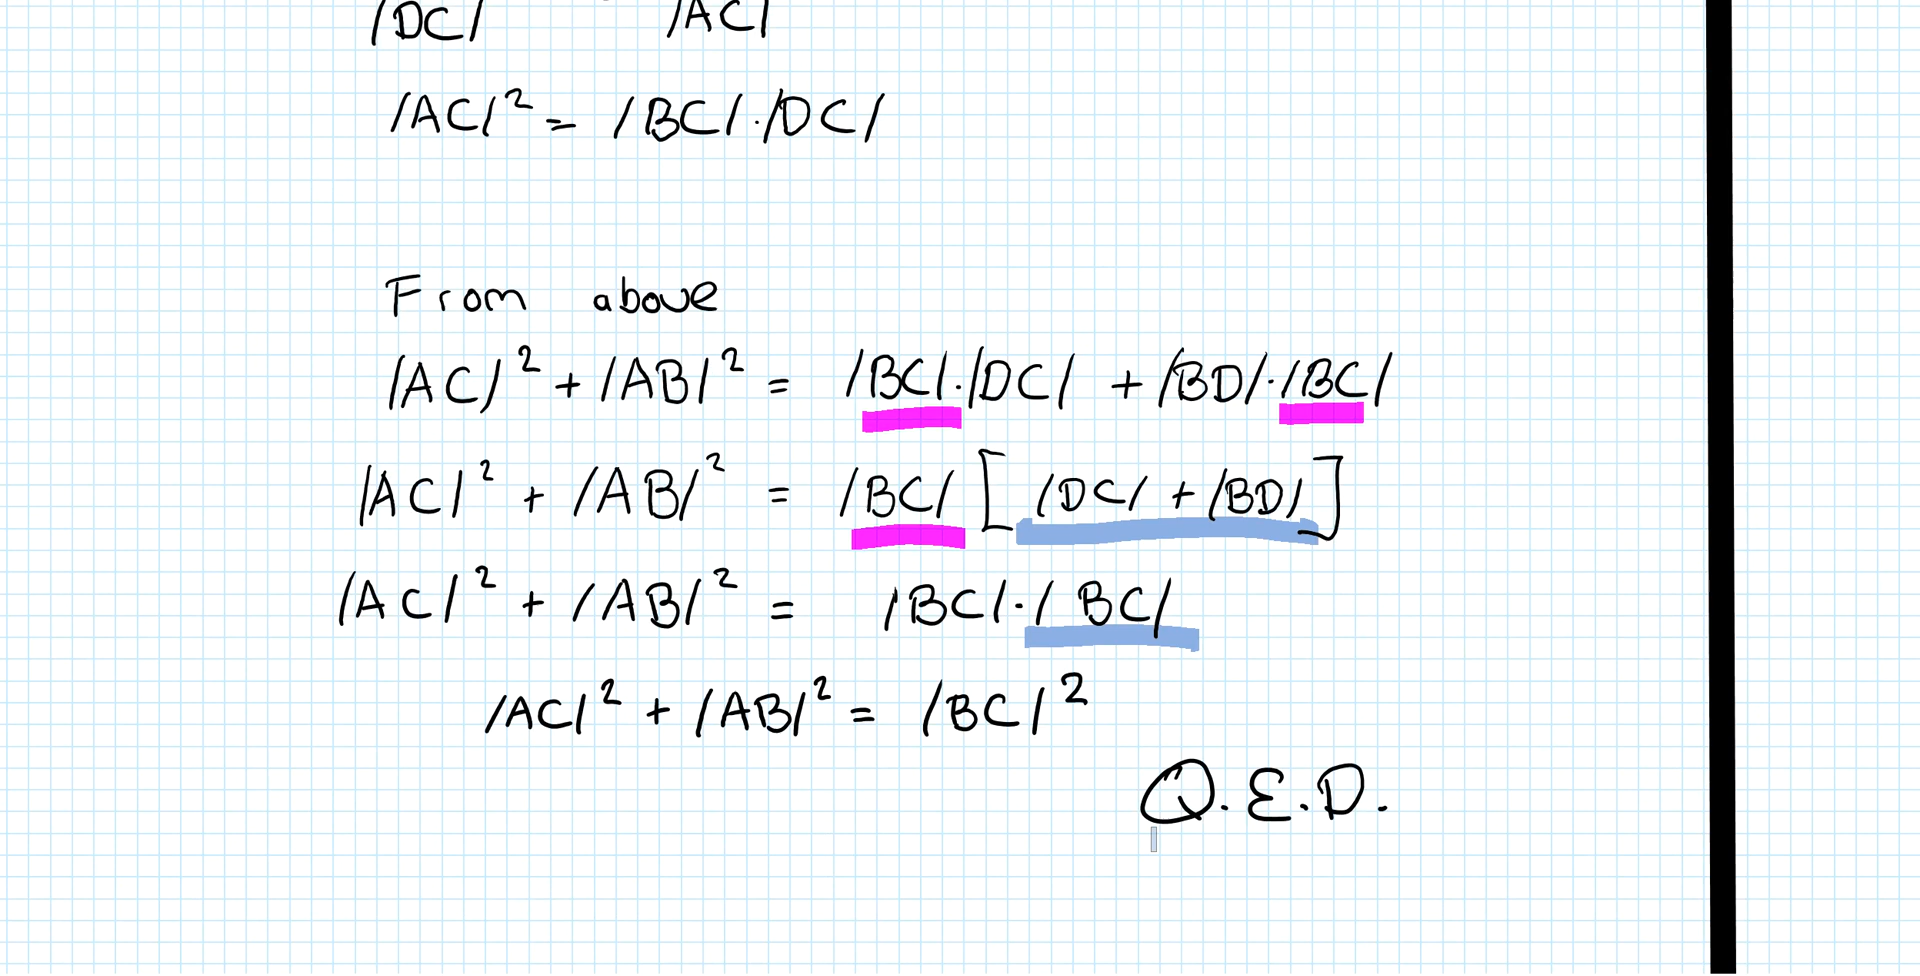 |DC| |AC|
|AC|² = |BC|.|DC|
From above
|AC|² + |AB|² = |BC|.|DC| + |BD|.|BC|
|AC|² + |AB|² = |BC| [ |DC| + |BD| ]
|AC|² + |AB|² = |BC|.| BC|
|AC|² + |AB|² = |BC|²
Q.E.D.